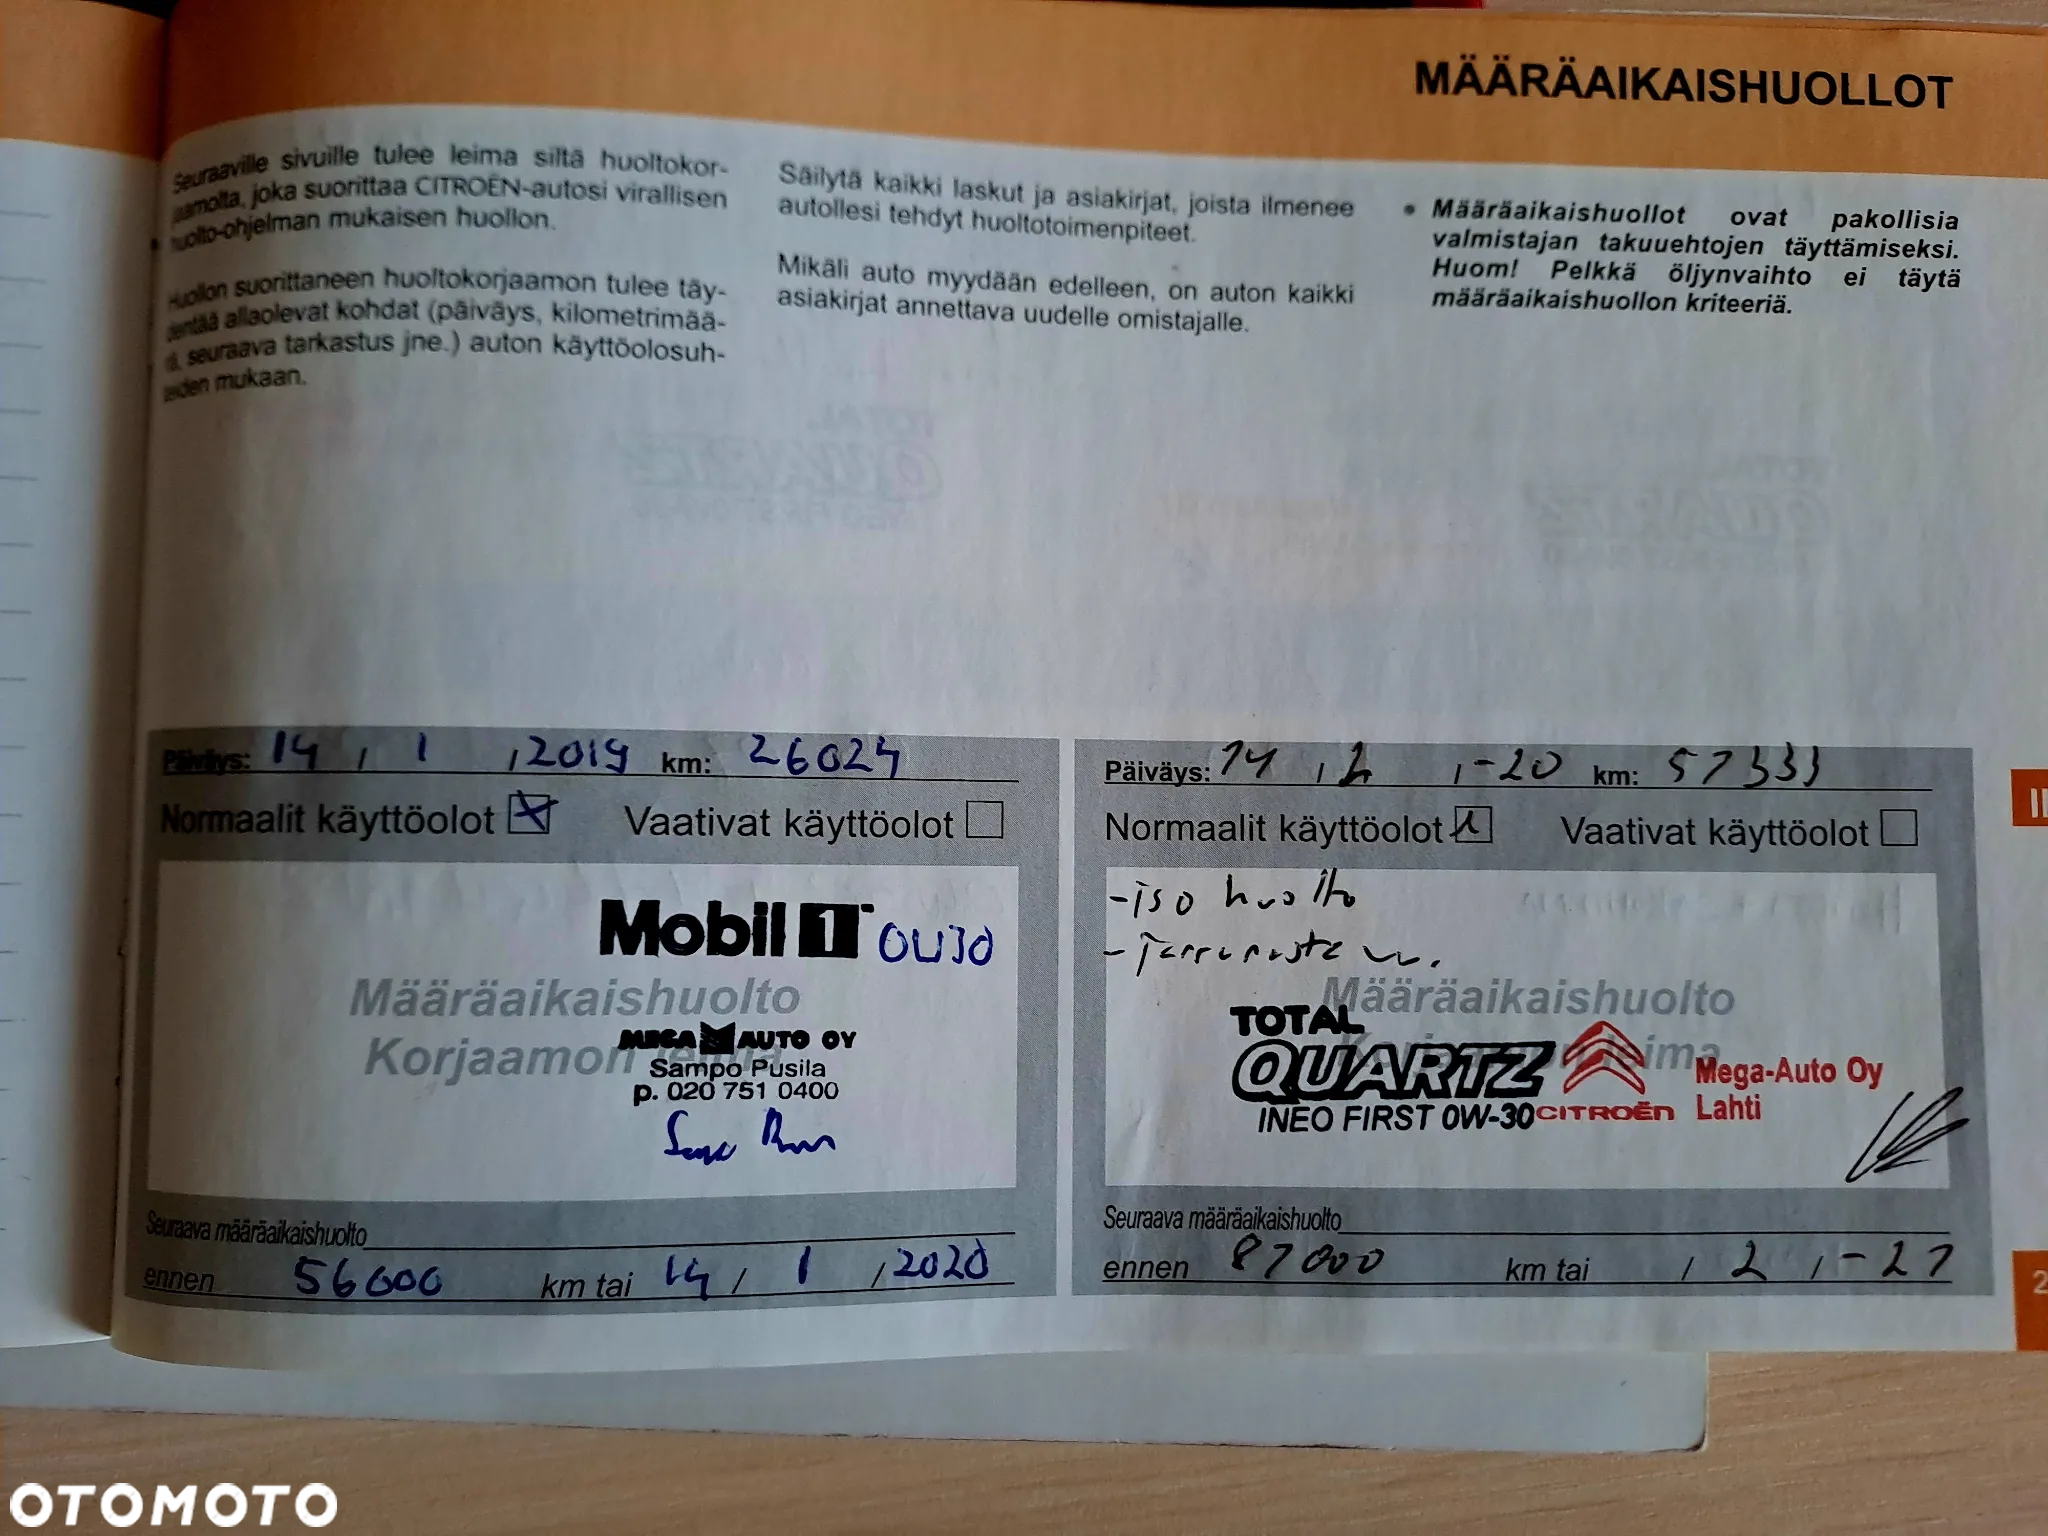 MÄÄRÄAIKAISHUOLLOT
Seuraaville sivuille tulee leima siltä huoltokor-
jaamolta, joka suorittaa CITROËN-autosi virallisen
huolto-ohjelman mukaisen huollon.
Huollon suorittaneen huoltokorjaamon tulee täy-
dentää allaolevat kohdat (päiväys, kilometrimää-
rä, seuraava tarkastus jne.) auton käyttöolosuh-
teiden mukaan.
Säilytä kaikki laskut ja asiakirjat, joista ilmenee
autollesi tehdyt huoltotoimenpiteet.
Mikäli auto myydään edelleen, on auton kaikki
asiakirjat annettava uudelle omistajalle.
• Määräaikaishuollot ovat pakollisia
valmistajan takuuehtojen täyttämiseksi.
Huom! Pelkkä öljynvaihto ei täytä
määräaikaishuollon kriteeriä.
Päiväys: 14 / 1 / 2019 km: 26024
Normaalit käyttöolot Vaativat käyttöolot
Mobil 1 0W30
Määräaikaishuolto
Korjaamon leima
MEGA AUTO OY
Sampo Pusila
p. 020 751 0400
Seuraava määräaikaishuolto
ennen 56000 km tai 14 / 1 / 2020
Päiväys: 14 / 2 / -20 km: 57333
Normaalit käyttöolot Vaativat käyttöolot
- iso huolto
Määräaikaishuolto
Korjaamon leima
TOTAL
QUARTZ
INEO FIRST 0W-30
CITROËN
Mega-Auto Oy
Lahti
Seuraava määräaikaishuolto
ennen 87000 km tai / 2 / -21
OTOMOTO